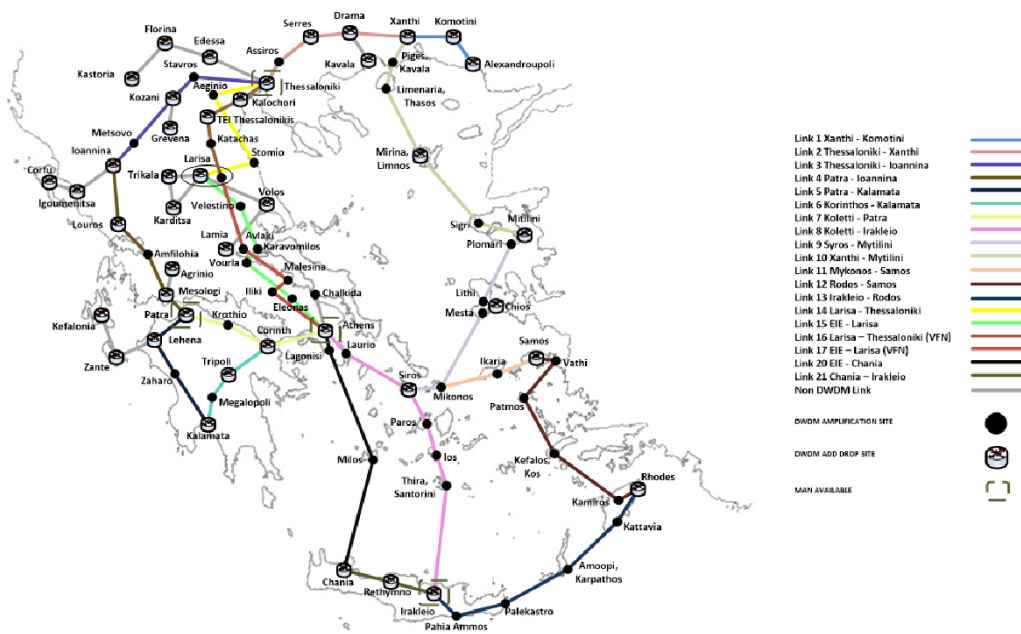 Florina
Edessa
Kastoria
Stavros
Aeginio
Kozani
Grevena
Metsovo
Ioannina
Corfu
Igoumenitsa
Louros
Assiros
Serres
Drama
Xanthi
Komotini
Kavala
Piges,
Kavala
Alexandroupoli
Thessaloniki
Kalochori
TEI Thessalonikis
Katachas
Limenaria,
Thasos
Larisa
Stomio
Trikala
Karditsa
Velestino
Volos
Mirina,
Limnos
Sigri
Mitilini
Plomari
Lamia
Avlaki
Karavomilos
Vourla
Malesina
Iliki
Eleonas
Chalkida
Amfilohia
Agrinio
Mesologi
Patra
Krathio
Corinth
Athens
Lagonisi
Laurio
Kefalonia
Lehena
Zante
Zaharo
Tripoli
Megalopoli
Kalamata
Lithi
Mesta
Chios
Samos
Ikaria
Vathi
Siros
Mikonos
Patmos
Paros
Ios
Thira,
Santorini
Milos
Kefalos,
Kos
Rhodes
Kamiros
Kattavia
Amoopi,
Karpathos
Chania
Rethymno
Irakleio
Pahia Ammos
Palekastro
Link 1 Xanthi - Komotini
Link 2 Thessaloniki - Xanthi
Link 3 Thessaloniki - Ioannina
Link 4 Patra - Ioannina
Link 5 Patra - Kalamata
Link 6 Korinthos - Kalamata
Link 7 Koletti - Patra
Link 8 Koletti - Irakleio
Link 9 Syros - Mytilini
Link 10 Xanthi - Mytilini
Link 11 Mykonos - Samos
Link 12 Rodos - Samos
Link 13 Irakleio - Rodos
Link 14 Larisa - Thessaloniki
Link 15 EIE - Larisa
Link 16 Larisa – Thessaloniki (VFN)
Link 17 EIE – Larisa (VFN)
Link 20 EIE - Chania
Link 21 Chania – Irakleio
Non DWDM Link
DWDM AMPLIFICATION SITE
DWDM ADD DROP SITE
MAN AVAILABLE